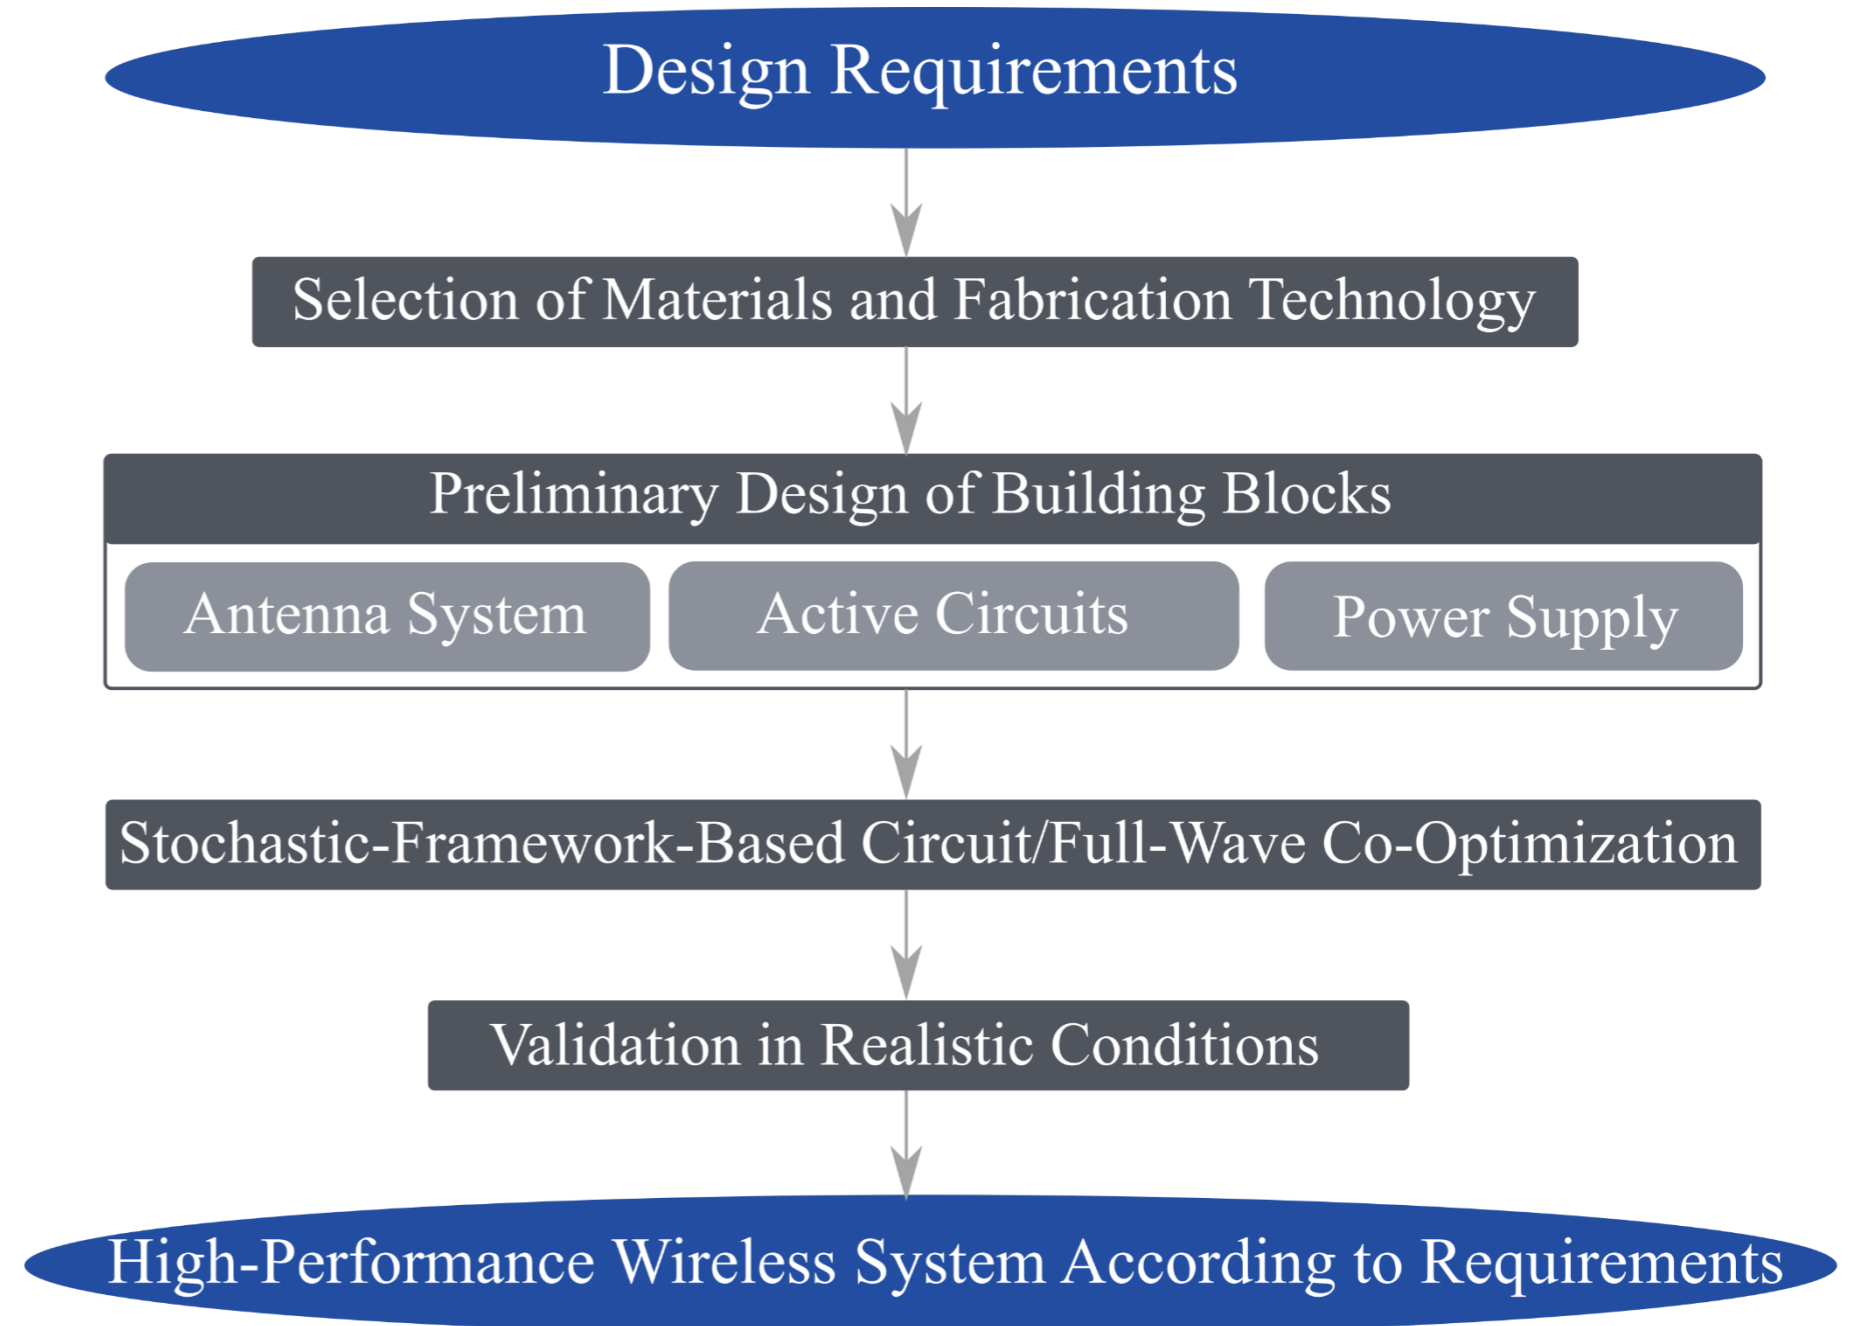 Design Requirements
Selection of Materials and Fabrication Technology
Preliminary Design of Building Blocks
Antenna System
Active Circuits
Power Supply
Stochastic-Framework-Based Circuit/Full-Wave Co-Optimization
Validation in Realistic Conditions
High-Performance Wireless System According to Requirements